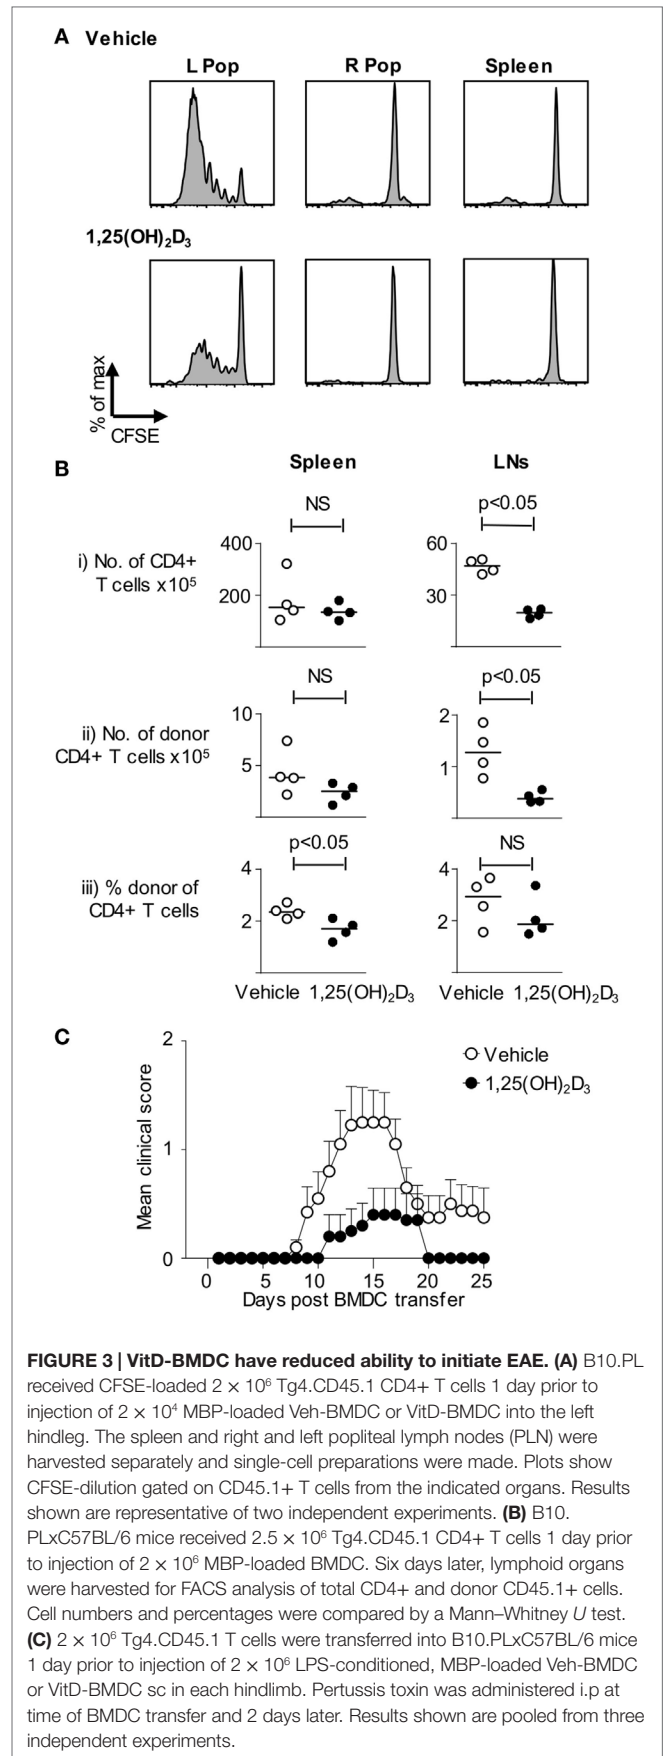 A Vehicle
L Pop R Pop Spleen
1,25(OH)₂D₃
% of max
CFSE
B
Spleen LNs
NS p<0.05
i) No. of CD4+
T cells x10⁵
400
200
60
30
NS p<0.05
ii) No. of donor
CD4+ T cells x10⁵
10
5
2
1
p<0.05 NS
iii) % donor of
CD4+ T cells
4
2
4
2
Vehicle 1,25(OH)₂D₃ Vehicle 1,25(OH)₂D₃
C
Mean clinical score
2
1
0
Vehicle
1,25(OH)₂D₃
0 5 10 15 20 25
Days post BMDC transfer
FIGURE 3 | VitD-BMDC have reduced ability to initiate EAE. (A) B10.PL
received CFSE-loaded 2 × 10⁶ Tg4.CD45.1 CD4+ T cells 1 day prior to
injection of 2 × 10⁴ MBP-loaded Veh-BMDC or VitD-BMDC into the left
hindleg. The spleen and right and left popliteal lymph nodes (PLN) were
harvested separately and single-cell preparations were made. Plots show
CFSE-dilution gated on CD45.1+ T cells from the indicated organs. Results
shown are representative of two independent experiments. (B) B10.
PLxC57BL/6 mice received 2.5 × 10⁶ Tg4.CD45.1 CD4+ T cells 1 day prior
to injection of 2 × 10⁶ MBP-loaded BMDC. Six days later, lymphoid organs
were harvested for FACS analysis of total CD4+ and donor CD45.1+ cells.
Cell numbers and percentages were compared by a Mann–Whitney U test.
(C) 2 × 10⁶ Tg4.CD45.1 T cells were transferred into B10.PLxC57BL/6 mice
1 day prior to injection of 2 × 10⁶ LPS-conditioned, MBP-loaded Veh-BMDC
or VitD-BMDC sc in each hindlimb. Pertussis toxin was administered i.p at
time of BMDC transfer and 2 days later. Results shown are pooled from three
independent experiments.